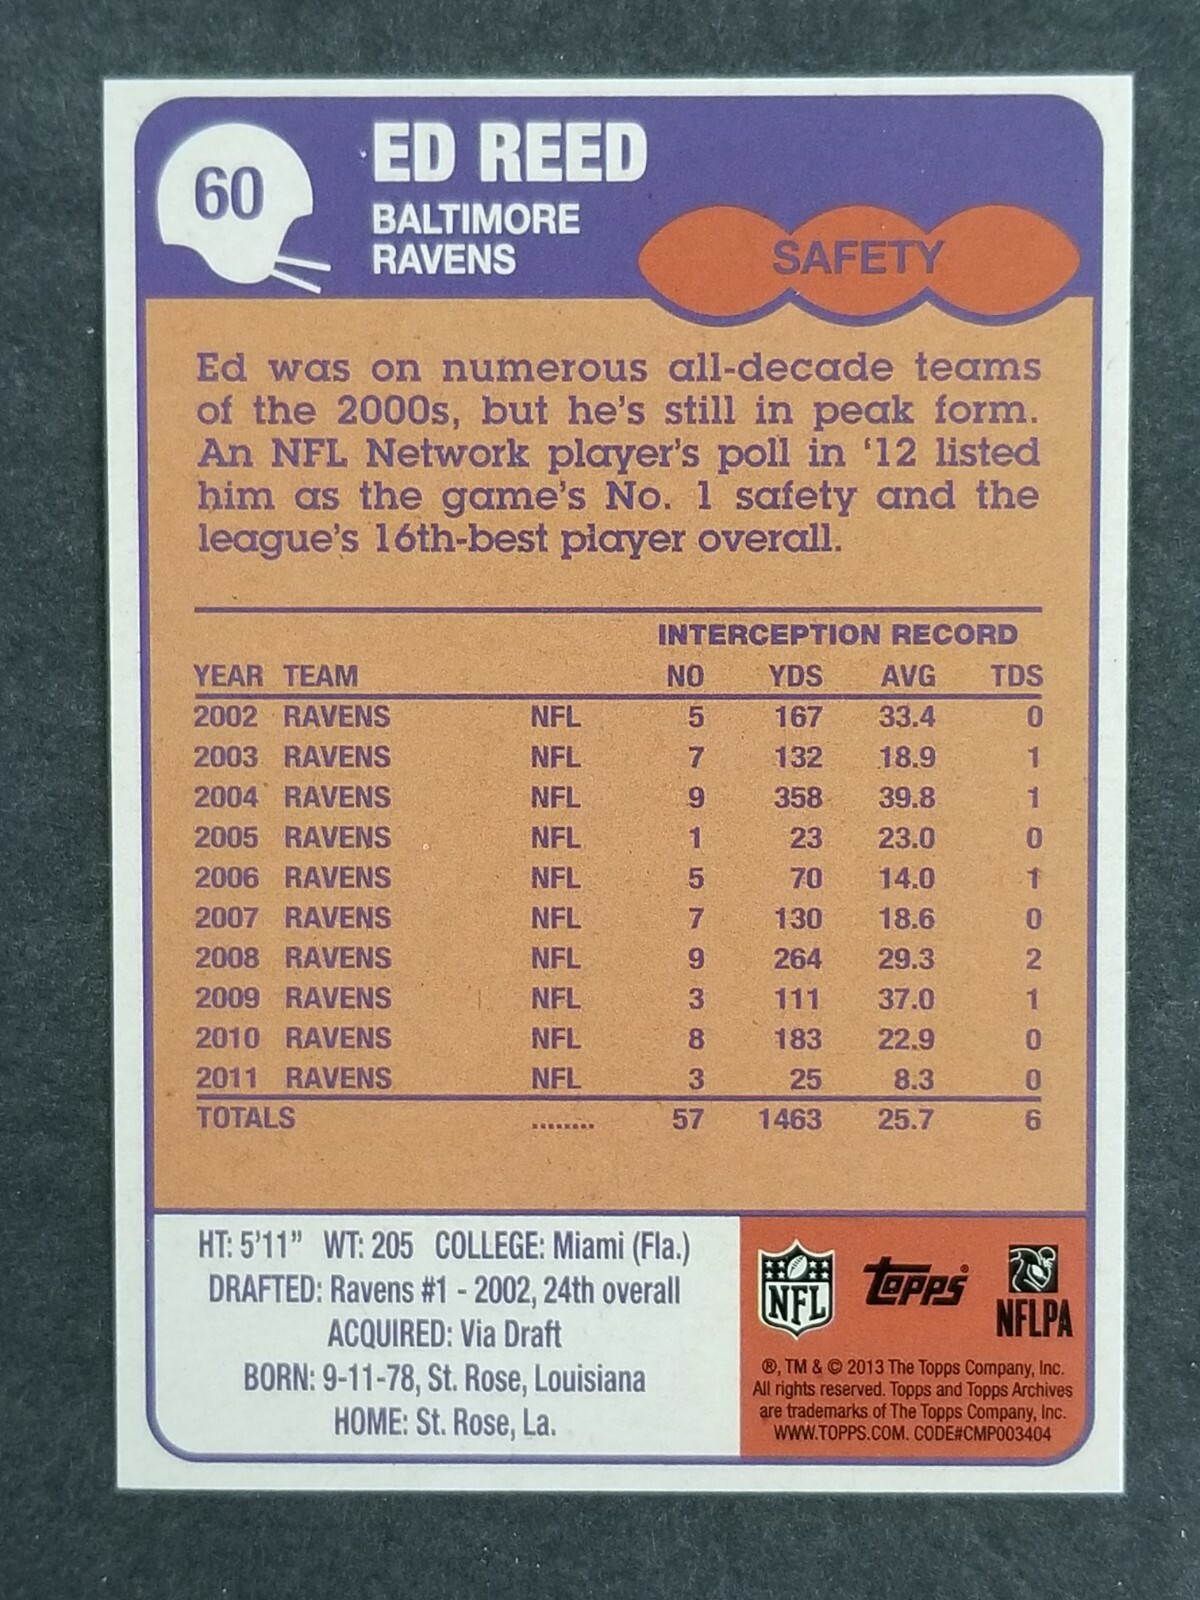 60
ED REED
BALTIMORE
RAVENS
SAFETY
Ed was on numerous all-decade teams
of the 2000s, but he's still in peak form.
An NFL Network player's poll in '12 listed
him as the game's No. 1 safety and the
league's 16th-best player overall.
INTERCEPTION RECORD
YEAR TEAM NO YDS AVG TDS
2002 RAVENS NFL 5 167 33.4 0
2003 RAVENS NFL 7 132 18.9 1
2004 RAVENS NFL 9 358 39.8 1
2005 RAVENS NFL 1 23 23.0 0
2006 RAVENS NFL 5 70 14.0 1
2007 RAVENS NFL 7 130 18.6 0
2008 RAVENS NFL 9 264 29.3 2
2009 RAVENS NFL 3 111 37.0 1
2010 RAVENS NFL 8 183 22.9 0
2011 RAVENS NFL 3 25 8.3 0
TOTALS ........ 57 1463 25.7 6
HT: 5'11" WT: 205 COLLEGE: Miami (Fla.)
DRAFTED: Ravens #1 - 2002, 24th overall
ACQUIRED: Via Draft
BORN: 9-11-78, St. Rose, Louisiana
HOME: St. Rose, La.
NFL Topps® NFLPA
®, TM & © 2013 The Topps Company, Inc.
All rights reserved. Topps and Topps Archives
are trademarks of The Topps Company, Inc.
WWW.TOPPS.COM. CODE#CMP003404